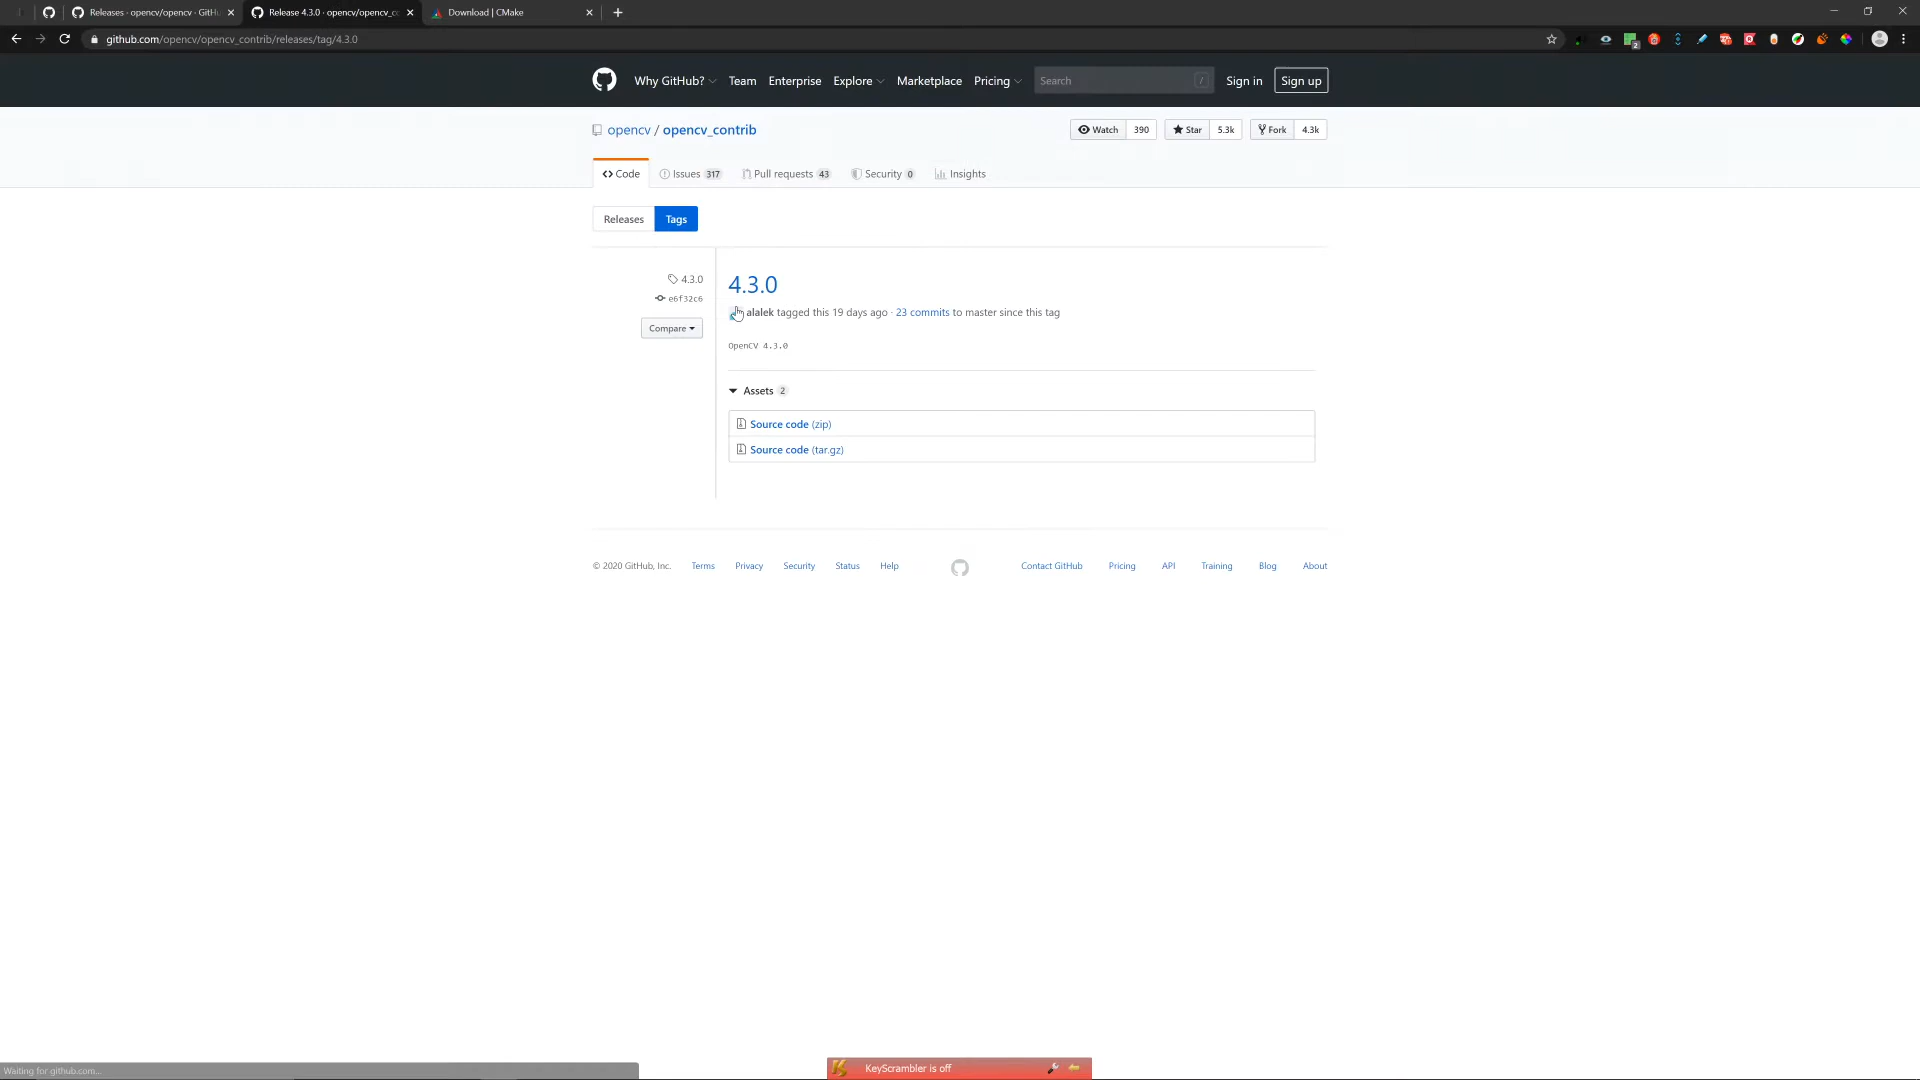 Releases · opencv/opencv · GitH
Release 4.3.0 · opencv/opencv_co
Download | CMake
github.com/opencv/opencv_contrib/releases/tag/4.3.0
2
Why GitHub? Team Enterprise Explore Marketplace Pricing Search / Sign in Sign up
opencv / opencv_contrib
Watch 390 Star 5.3k Fork 4.3k
Code Issues 317 Pull requests 43 Security 0 Insights
Releases Tags
4.3.0
e6f32c6
Compare
4.3.0
alalek tagged this 19 days ago · 23 commits to master since this tag
OpenCV 4.3.0
Assets 2
Source code (zip)
Source code (tar.gz)
© 2020 GitHub, Inc. Terms Privacy Security Status Help Contact GitHub Pricing API Training Blog About
Waiting for github.com...
KeyScrambler is off